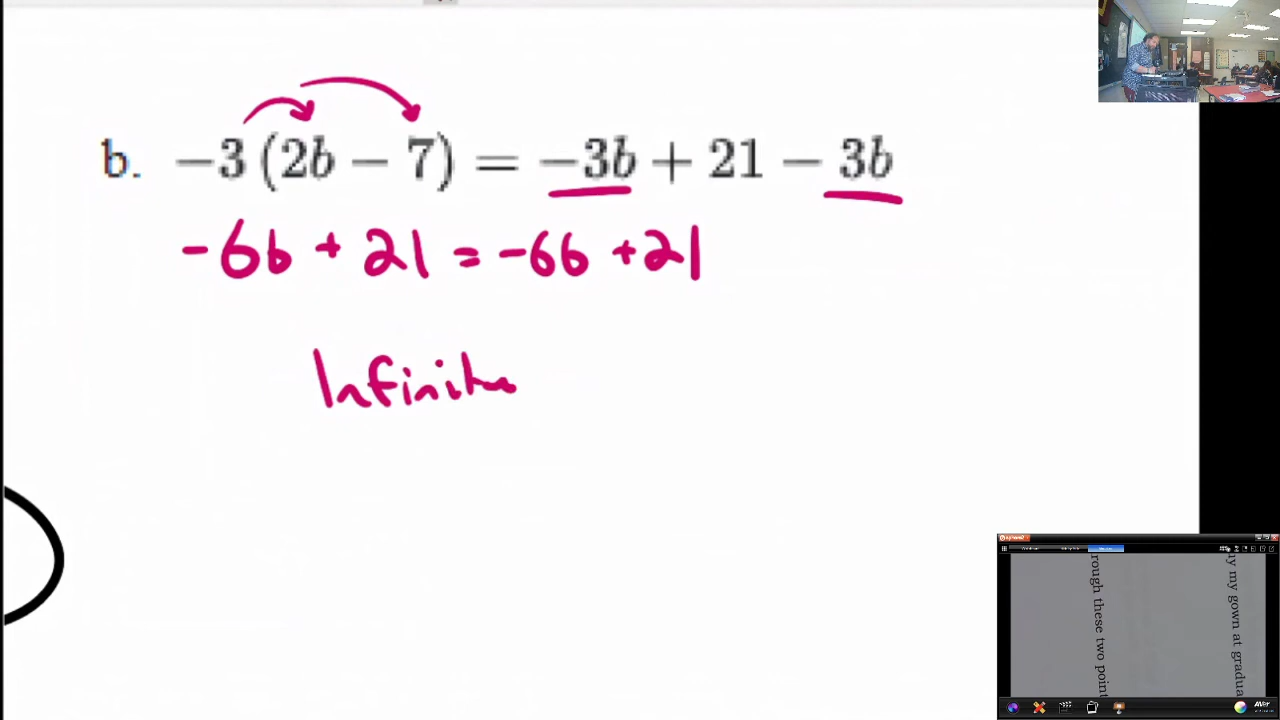 b. −3 (2b − 7) = −3b + 21 − 3b
-6b + 21 = -6b +21
Infinite
rough these two point
y my gown at gradua